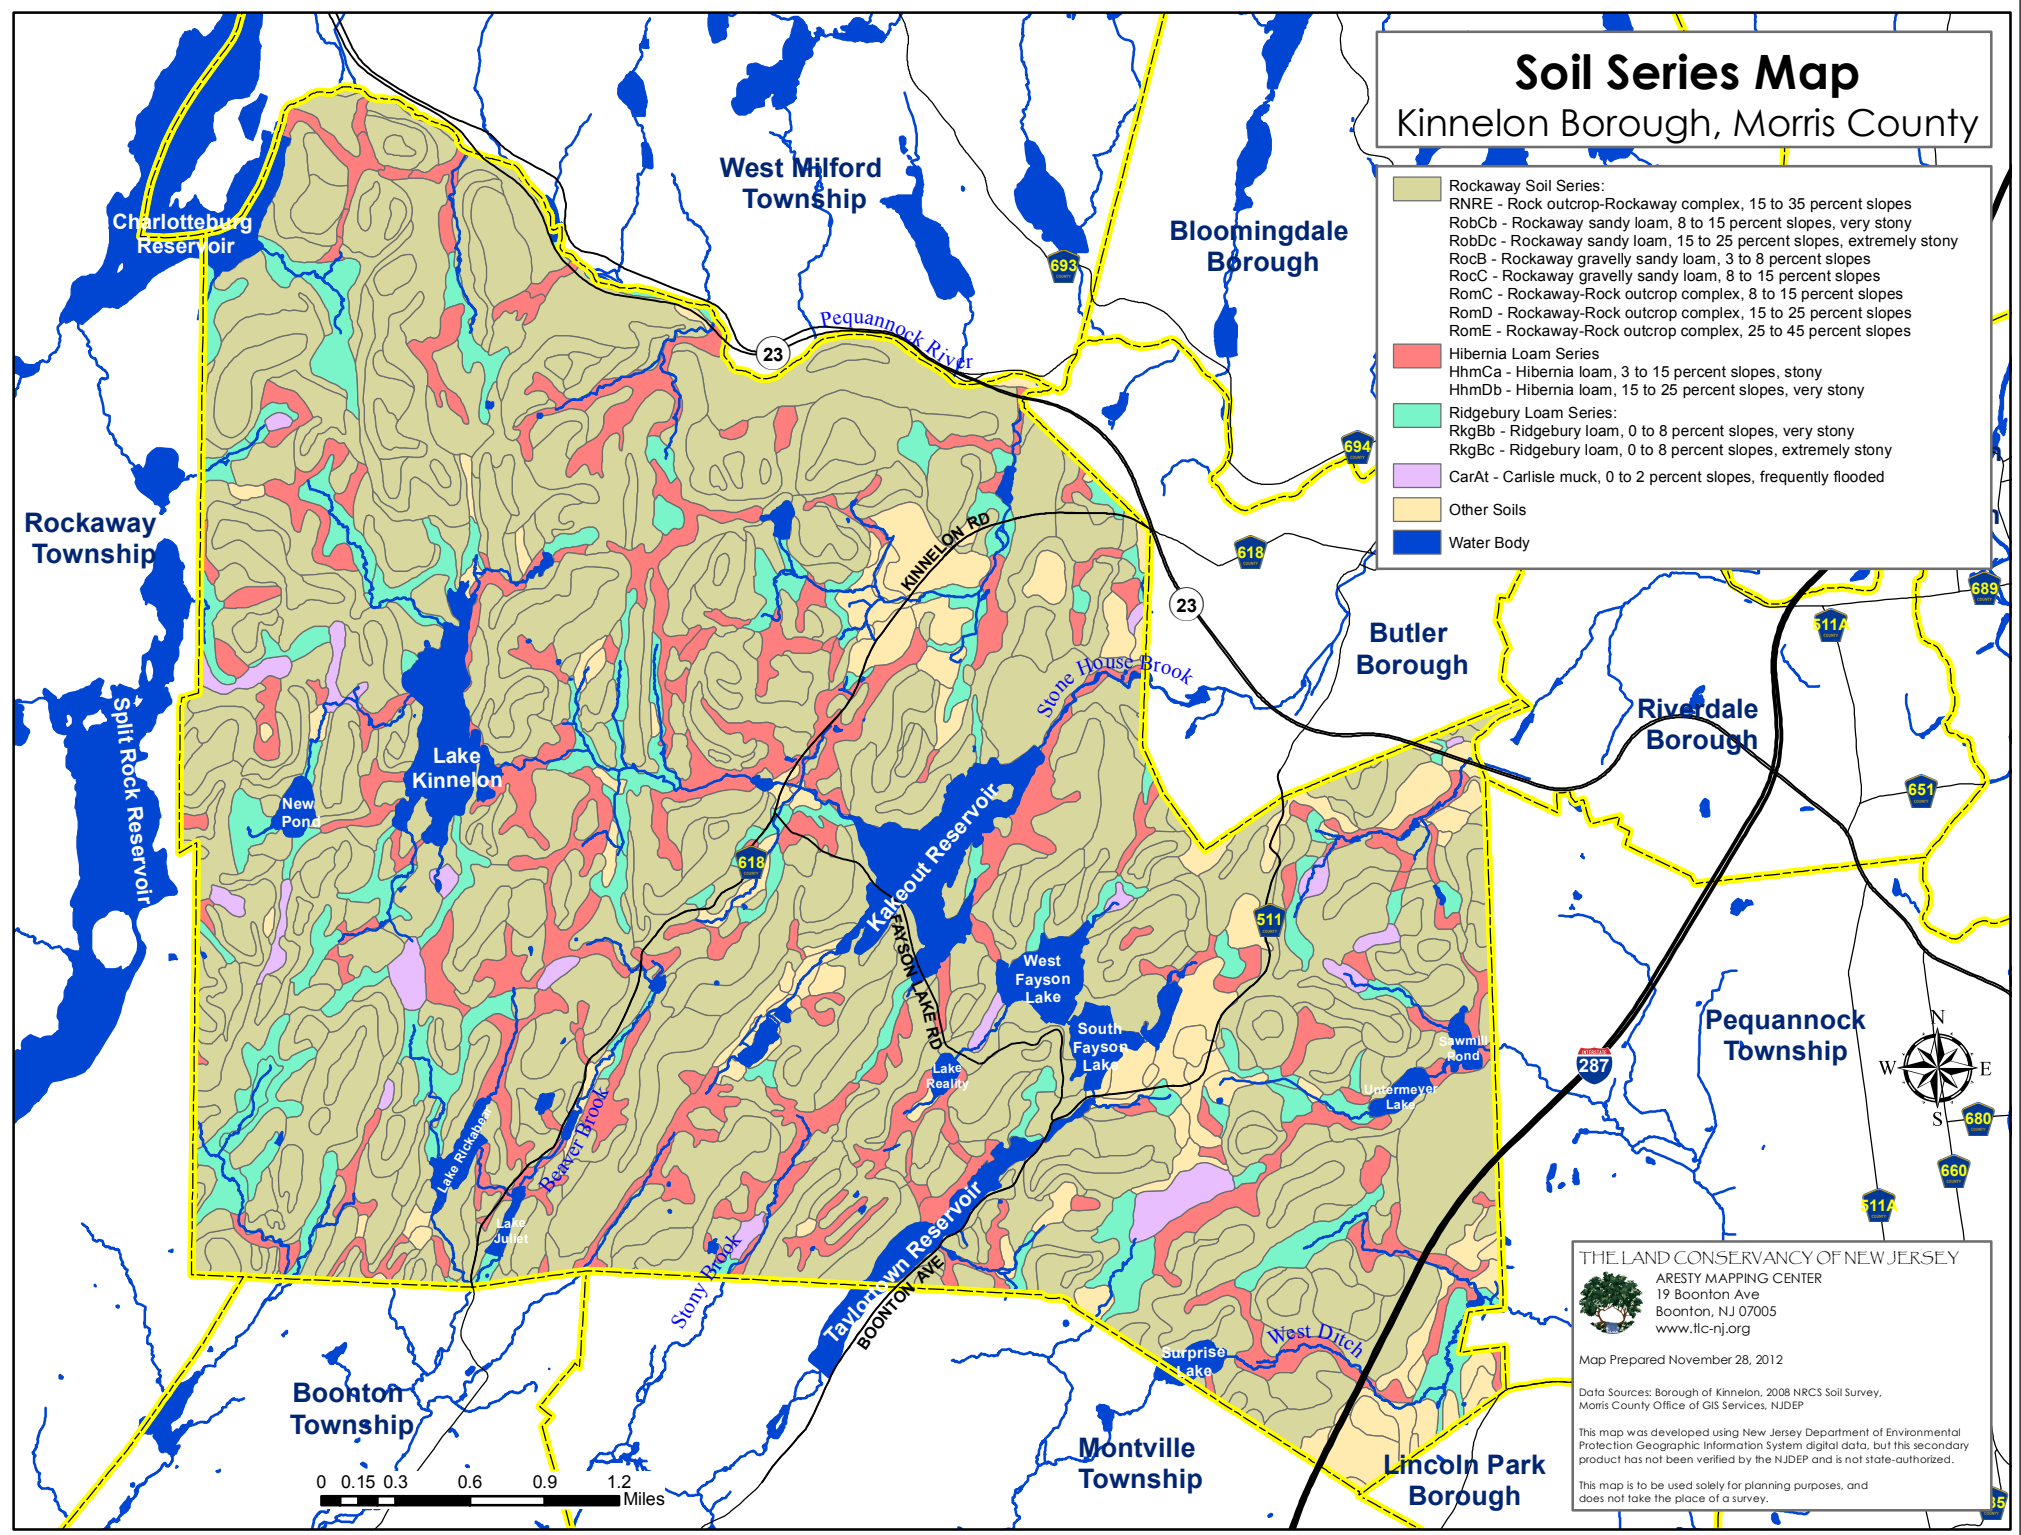 Soil Series Map
Kinnelon Borough, Morris County
Rockaway Soil Series:
RNRE - Rock outcrop-Rockaway complex, 15 to 35 percent slopes
RobCb - Rockaway sandy loam, 8 to 15 percent slopes, very stony
RobDc - Rockaway sandy loam, 15 to 25 percent slopes, extremely stony
RocB - Rockaway gravelly sandy loam, 3 to 8 percent slopes
RocC - Rockaway gravelly sandy loam, 8 to 15 percent slopes
RomC - Rockaway-Rock outcrop complex, 8 to 15 percent slopes
RomD - Rockaway-Rock outcrop complex, 15 to 25 percent slopes
RomE - Rockaway-Rock outcrop complex, 25 to 45 percent slopes
Hibernia Loam Series
HhmCa - Hibernia loam, 3 to 15 percent slopes, stony
HhmDb - Hibernia loam, 15 to 25 percent slopes, very stony
Ridgebury Loam Series:
RkgBb - Ridgebury loam, 0 to 8 percent slopes, very stony
RkgBc - Ridgebury loam, 0 to 8 percent slopes, extremely stony
CarAt - Carlisle muck, 0 to 2 percent slopes, frequently flooded
Other Soils
Water Body
West Milford
Township
Charlotteburg
Reservoir
Bloomingdale
Borough
693
COUNTY
Pequannock River
23
694
COUNTY
Rockaway
Township
KINNELON RD
618
COUNTY
23
689
COUNTY
511A
COUNTY
Butler
Borough
Stone House Brook
Riverdale
Borough
Split Rock Reservoir
Lake
Kinnelon
New
Pond
651
COUNTY
Kakeout Reservoir
618
COUNTY
FAYSON LAKE RD
511
COUNTY
West
Fayson
Lake
South
Fayson
Lake
Lake
Reality
Sawmill
Pond
Untermeyer
Lake
INTERSTATE
287
Pequannock
Township
N
W
E
S
680
COUNTY
660
COUNTY
511A
COUNTY
Lake Rickabear
Beaver Brook
Lake
Juliet
Stony Brook
Taylortown Reservoir
BOONTON AVE
West Ditch
Surprise
Lake
Boonton
Township
Montville
Township
Lincoln Park
Borough
0 0.15 0.3 0.6 0.9 1.2
Miles
THE LAND CONSERVANCY OF NEW JERSEY
ARESTY MAPPING CENTER
19 Boonton Ave
Boonton, NJ 07005
www.tlc-nj.org
Map Prepared November 28, 2012
Data Sources: Borough of Kinnelon, 2008 NRCS Soil Survey,
Morris County Office of GIS Services, NJDEP
This map was developed using New Jersey Department of Environmental
Protection Geographic Information System digital data, but this secondary
product has not been verified by the NJDEP and is not state-authorized.
This map is to be used solely for planning purposes, and
does not take the place of a survey.